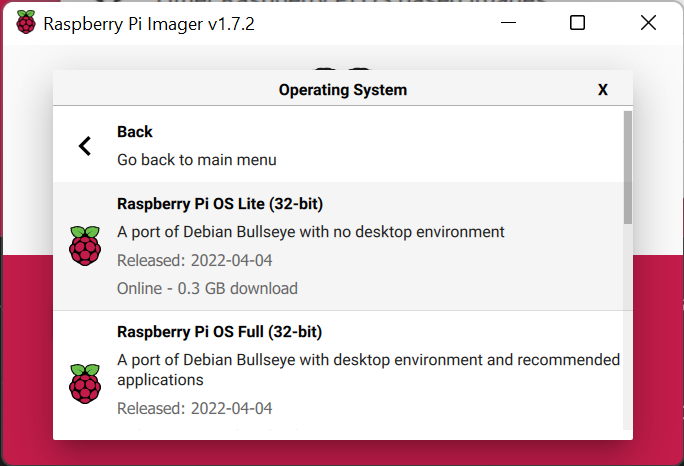 Raspberry Pi Imager v1.7.2
Operating System
X
Back
Go back to main menu
Raspberry Pi OS Lite (32-bit)
A port of Debian Bullseye with no desktop environment
Released: 2022-04-04
Online - 0.3 GB download
Raspberry Pi OS Full (32-bit)
A port of Debian Bullseye with desktop environment and recommended
applications
Released: 2022-04-04